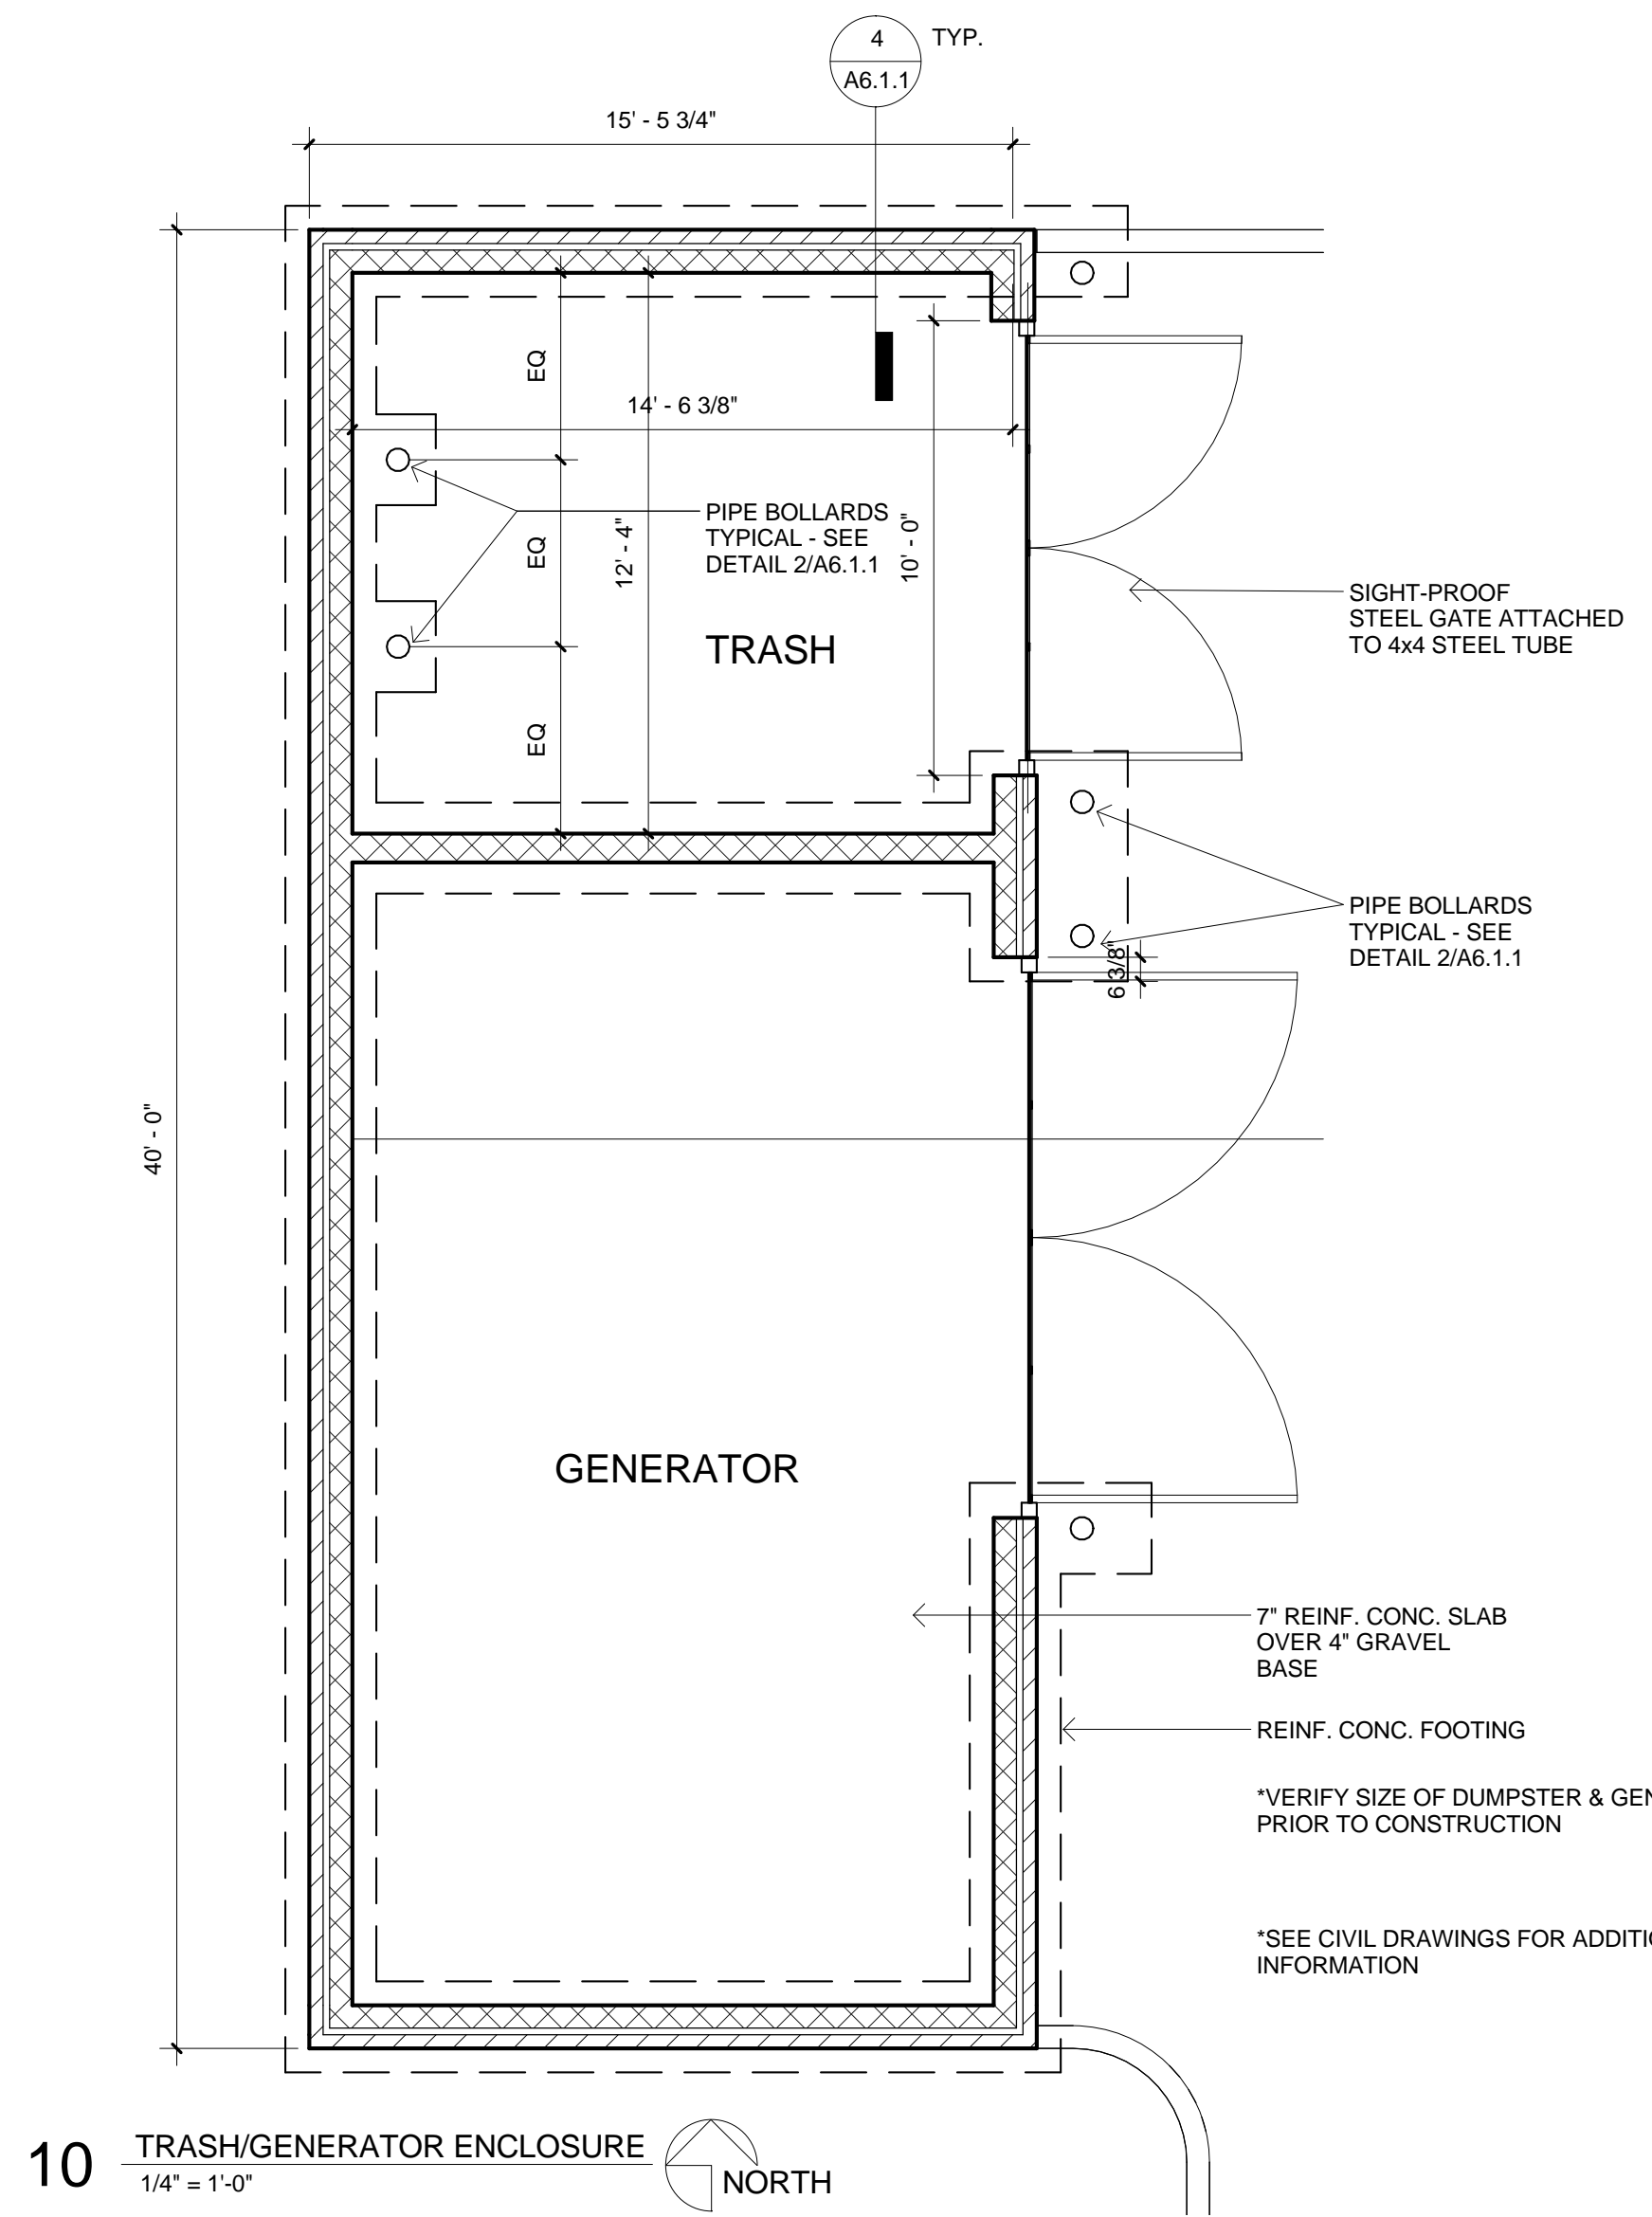 4 TYP.
A6.1.1
15' - 5 3/4"
EQ
14' - 6 3/8"
PIPE BOLLARDS
TYPICAL - SEE
DETAIL 2/A6.1.1
EQ
12' - 4"
10' - 0"
SIGHT-PROOF
STEEL GATE ATTACHED
TO 4x4 STEEL TUBE
TRASH
EQ
PIPE BOLLARDS
TYPICAL - SEE
DETAIL 2/A6.1.1
6 3/8"
40' - 0"
GENERATOR
7" REINF. CONC. SLAB
OVER 4" GRAVEL
BASE
REINF. CONC. FOOTING
*VERIFY SIZE OF DUMPSTER &
PRIOR TO CONSTRUCTION
*SEE CIVIL DRAWINGS FOR
INFORMATION
10 TRASH/GENERATOR ENCLOSURE
1/4" = 1'-0"
NORTH